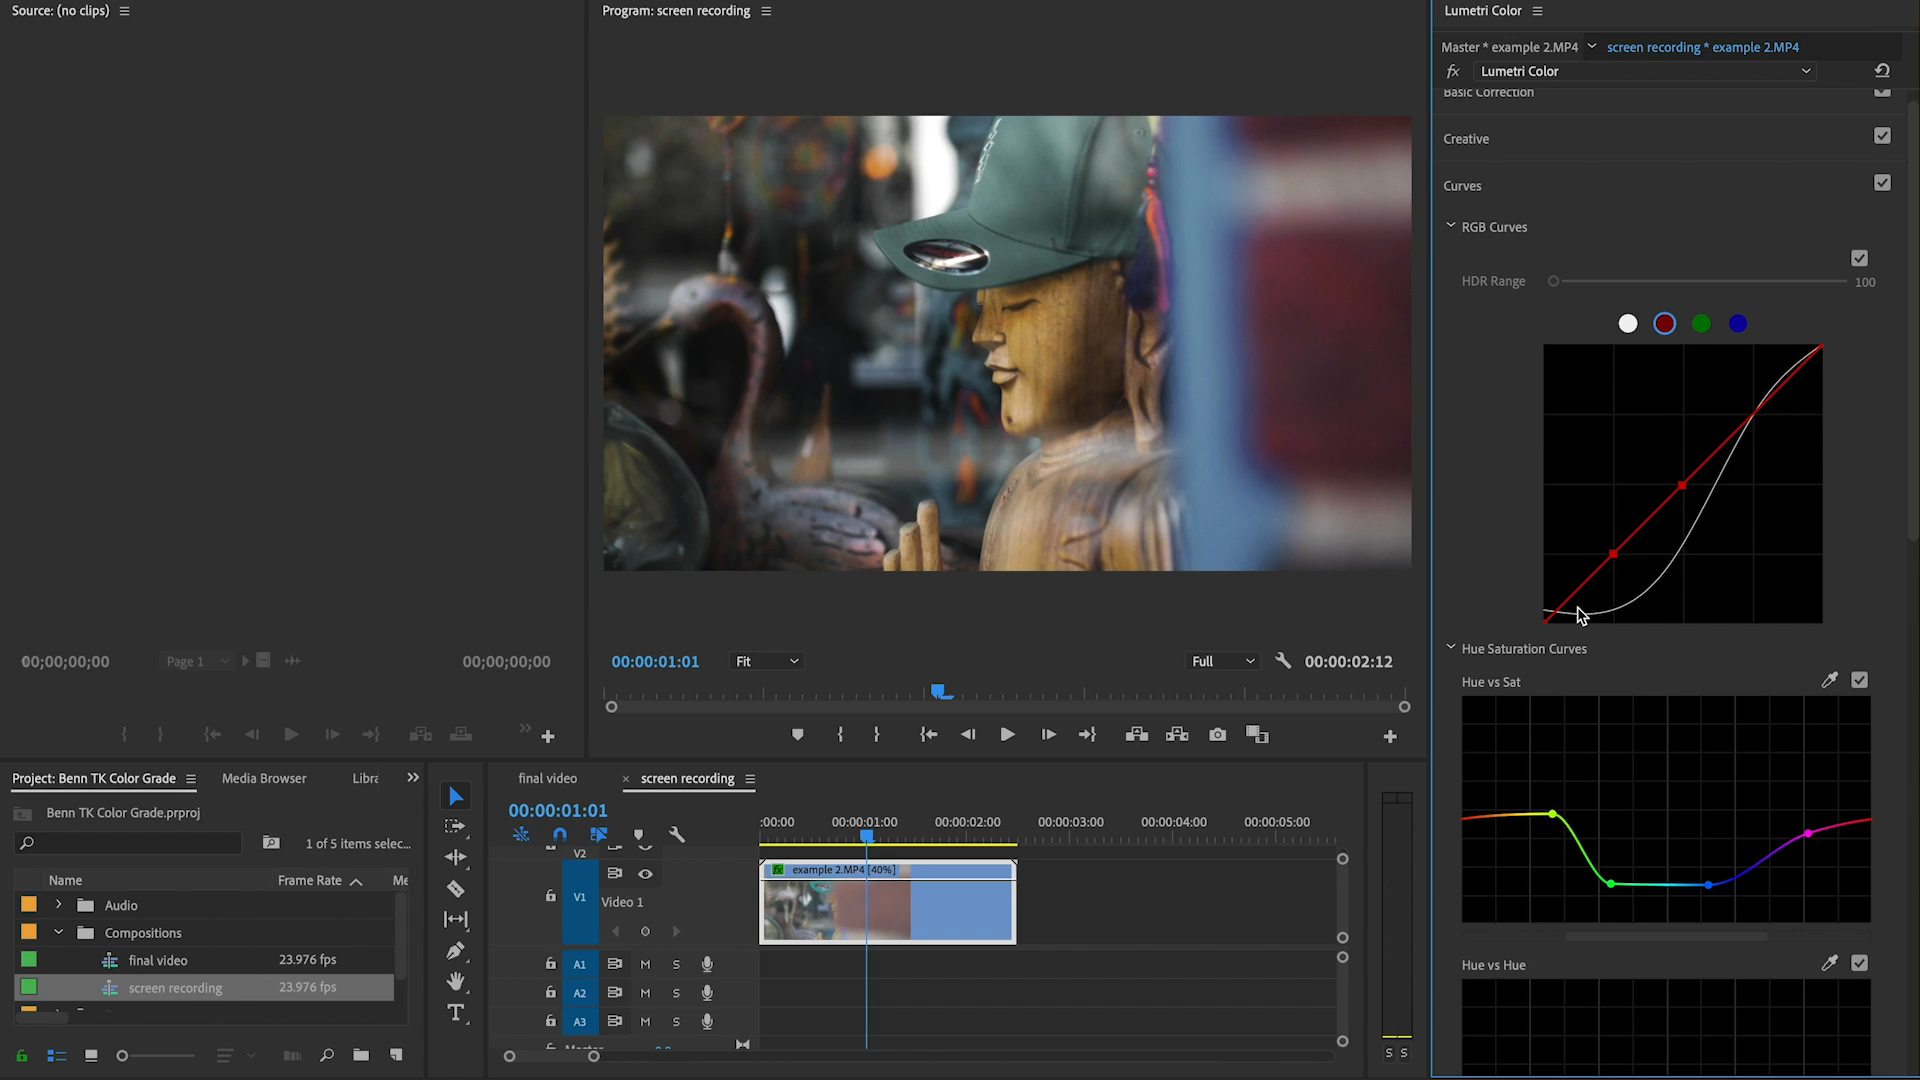 Source: (no clips)
Program: screen recording
Lumetri Color
Master * example 2.MP4
screen recording * example 2.MP4
fx
Lumetri Color
Basic Correction
Creative
Curves
RGB Curves
HDR Range
100
Hue Saturation Curves
Hue vs Sat
Hue vs Hue
00;00;00;00
Page 1
00;00;00;00
00:00:01:01
Fit
Full
00:00:02:12
Project: Benn TK Color Grade
Media Browser
Libra
Benn TK Color Grade.prproj
1 of 5 items selec...
Name
Frame Rate
Me
Audio
Compositions
final video
23.976 fps
screen recording
23.976 fps
final video
× screen recording
00:00:01:01
:00:00
00:00:01:00
00:00:02:00
00:00:03:00
00:00:04:00
00:00:05:00
V2
fx example 2.MP4 [40%]
V1
Video 1
A1 M S
A2 M S
A3 M S
S S